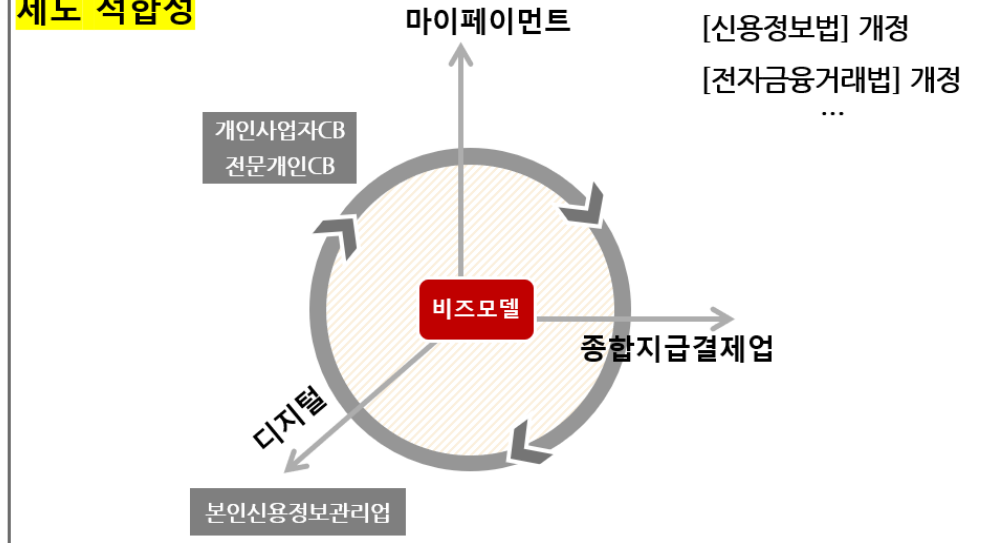 제도 적합성
마이페이먼트
[신용정보법] 개정
[전자금융거래법] 개정
...
개인사업자CB
전문개인CB
비즈모델
종합지급결제업
디지털
본인신용정보관리업